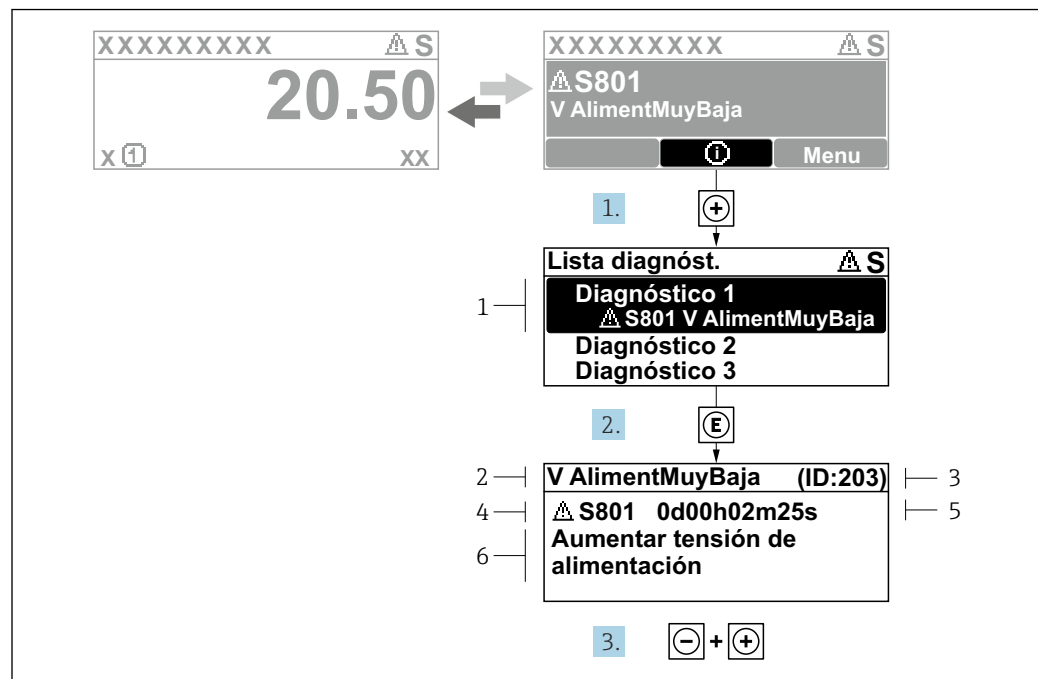 XXXXXXXXX ⚠ S
20.50
x ① xx
XXXXXXXXX ⚠ S
⚠ S801
V AlimentMuyBaja
ⓘ Menu
1. +
Lista diagnóst. ⚠ S
1
Diagnóstico 1
⚠ S801 V AlimentMuyBaja
Diagnóstico 2
Diagnóstico 3
2. E
2 V AlimentMuyBaja (ID:203) 3
4 ⚠ S801 0d00h02m25s 5
6 Aumentar tensión de
alimentación
3. - + +